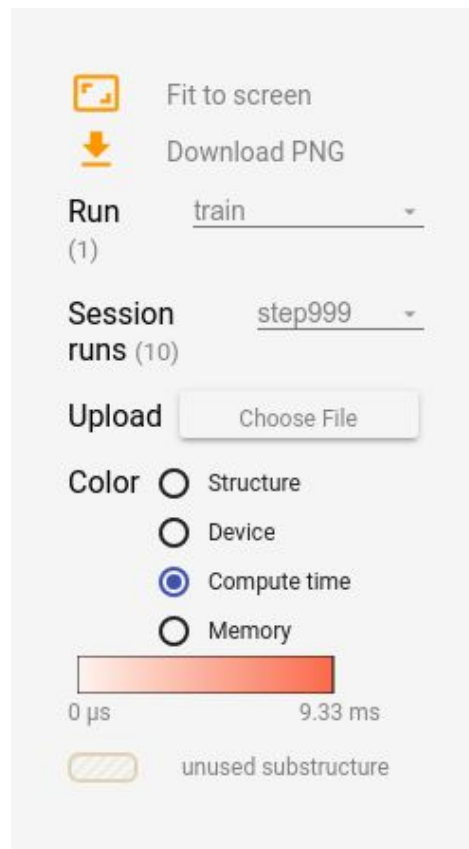 Fit to screen
Download PNG
Run train
(1)
Session step999
runs (10)
Upload Choose File
Color Structure
Device
Compute time
Memory
0 µs 9.33 ms
unused substructure